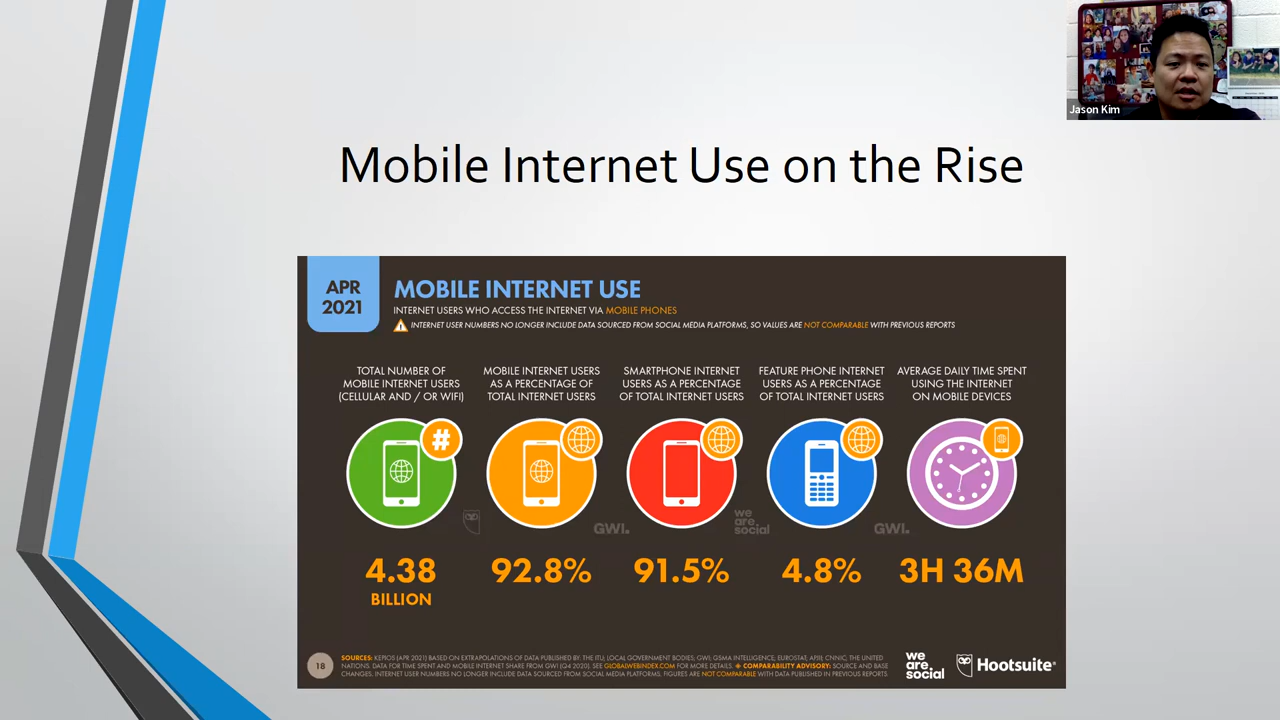 Jason Kim
Mobile Internet Use on the Rise
APR
2021
MOBILE INTERNET USE
INTERNET USERS WHO ACCESS THE INTERNET VIA MOBILE PHONES
INTERNET USER NUMBERS NO LONGER INCLUDE DATA SOURCED FROM SOCIAL MEDIA PLATFORMS, SO VALUES ARE NOT COMPARABLE WITH PREVIOUS REPORTS
TOTAL NUMBER OF
MOBILE INTERNET USERS
(CELLULAR AND / OR WIFI)
MOBILE INTERNET USERS
AS A PERCENTAGE OF
TOTAL INTERNET USERS
SMARTPHONE INTERNET
USERS AS A PERCENTAGE
OF TOTAL INTERNET USERS
FEATURE PHONE INTERNET
USERS AS A PERCENTAGE
OF TOTAL INTERNET USERS
AVERAGE DAILY TIME SPENT
USING THE INTERNET
ON MOBILE DEVICES
#
GWI.
we
are
social
GWI.
4.38
BILLION
92.8%
91.5%
4.8%
3H 36M
18
SOURCES: KEPIOS (APR 2021) BASED ON EXTRAPOLATIONS OF DATA PUBLISHED BY: THE ITU; LOCAL GOVERNMENT BODIES; GWI; GSMA INTELLIGENCE; EUROSTAT; APJII; CNNIC; THE UNITED
NATIONS. DATA FOR TIME SPENT AND MOBILE INTERNET SHARE FROM GWI (Q4 2020). SEE GLOBALWEBINDEX.COM FOR MORE DETAILS. COMPARABILITY ADVISORY: SOURCE AND BASE
CHANGES. INTERNET USER NUMBERS NO LONGER INCLUDE DATA SOURCED FROM SOCIAL MEDIA PLATFORMS. FIGURES ARE NOT COMPARABLE WITH DATA PUBLISHED IN PREVIOUS REPORTS
we
are
social
Hootsuite®